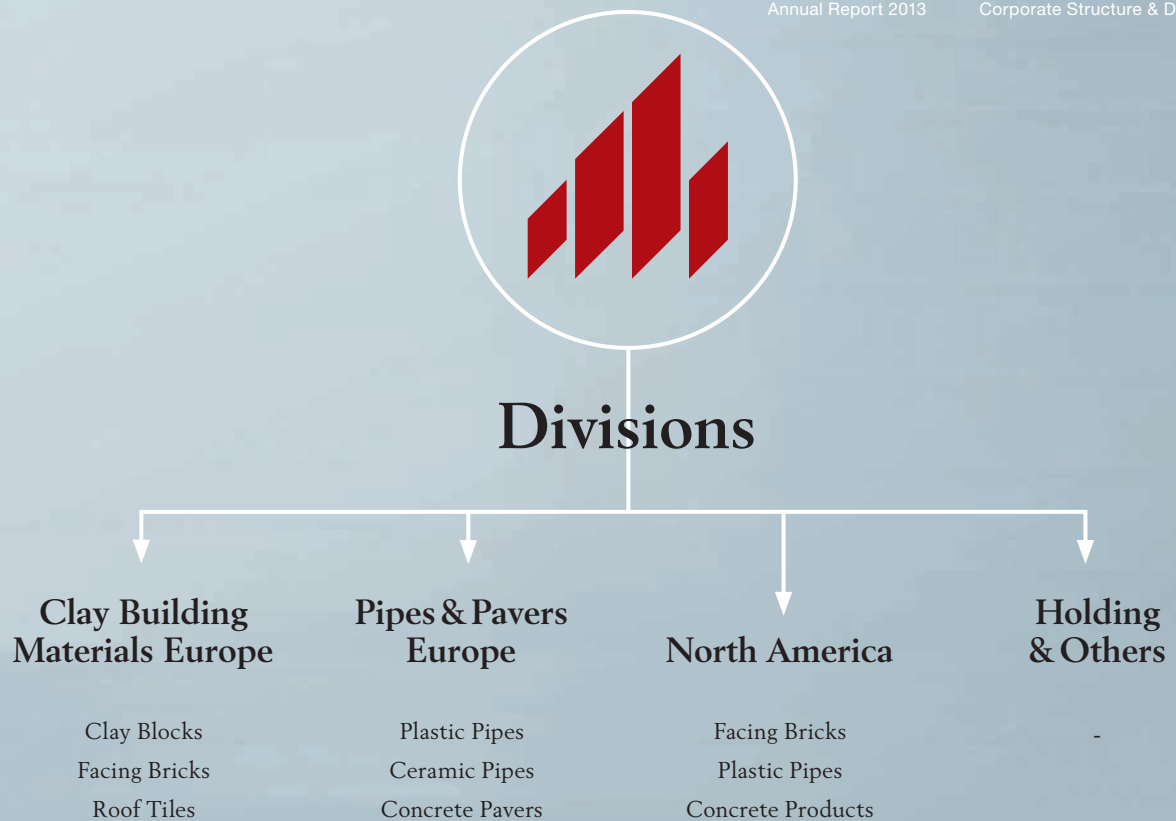 Annual Report 2013 Corporate Structure & D
Divisions
Clay Building
Materials Europe
Clay Blocks
Facing Bricks
Roof Tiles
Pipes & Pavers
Europe
Plastic Pipes
Ceramic Pipes
Concrete Pavers
North America
Facing Bricks
Plastic Pipes
Concrete Products
Holding
& Others
-